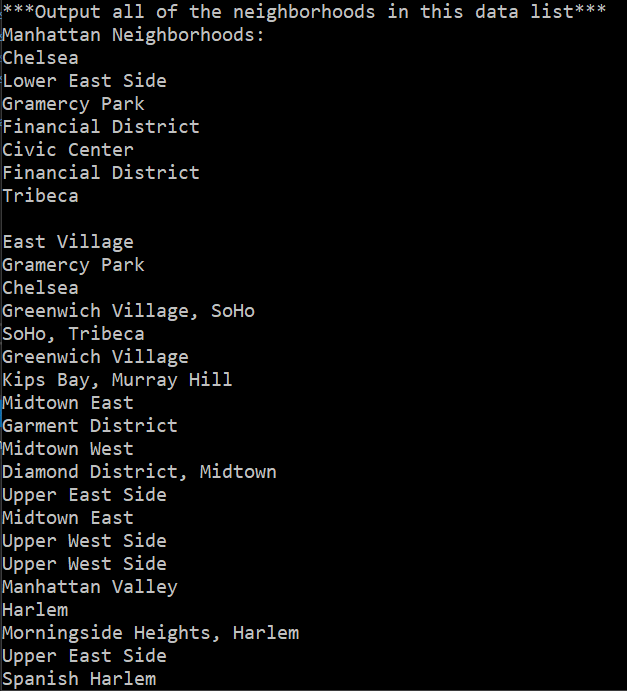 ***Output all of the neighborhoods in this data list***
Manhattan Neighborhoods:
Chelsea
Lower East Side
Gramercy Park
Financial District
Civic Center
Financial District
Tribeca

East Village
Gramercy Park
Chelsea
Greenwich Village, SoHo
SoHo, Tribeca
Greenwich Village
Kips Bay, Murray Hill
Midtown East
Garment District
Midtown West
Diamond District, Midtown
Upper East Side
Midtown East
Upper West Side
Upper West Side
Manhattan Valley
Harlem
Morningside Heights, Harlem
Upper East Side
Spanish Harlem